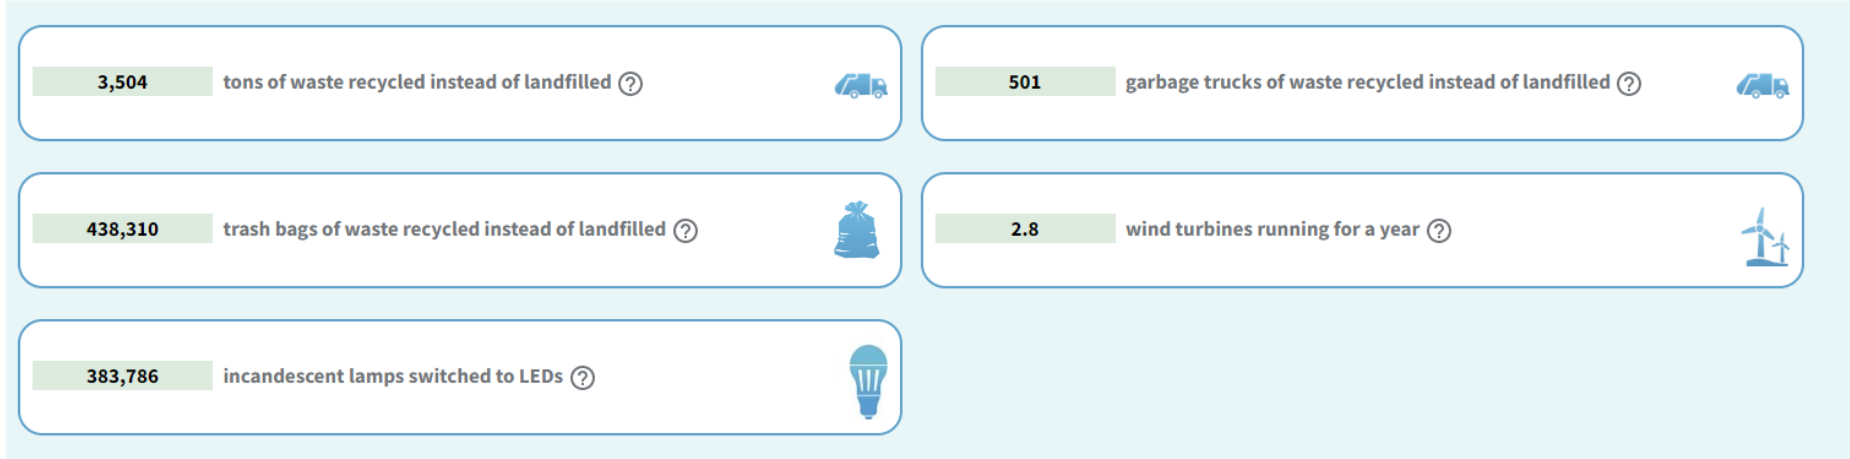 3,504 tons of waste recycled instead of landfilled ?
501 garbage trucks of waste recycled instead of landfilled ?
438,310 trash bags of waste recycled instead of landfilled ?
2.8 wind turbines running for a year ?
383,786 incandescent lamps switched to LEDs ?